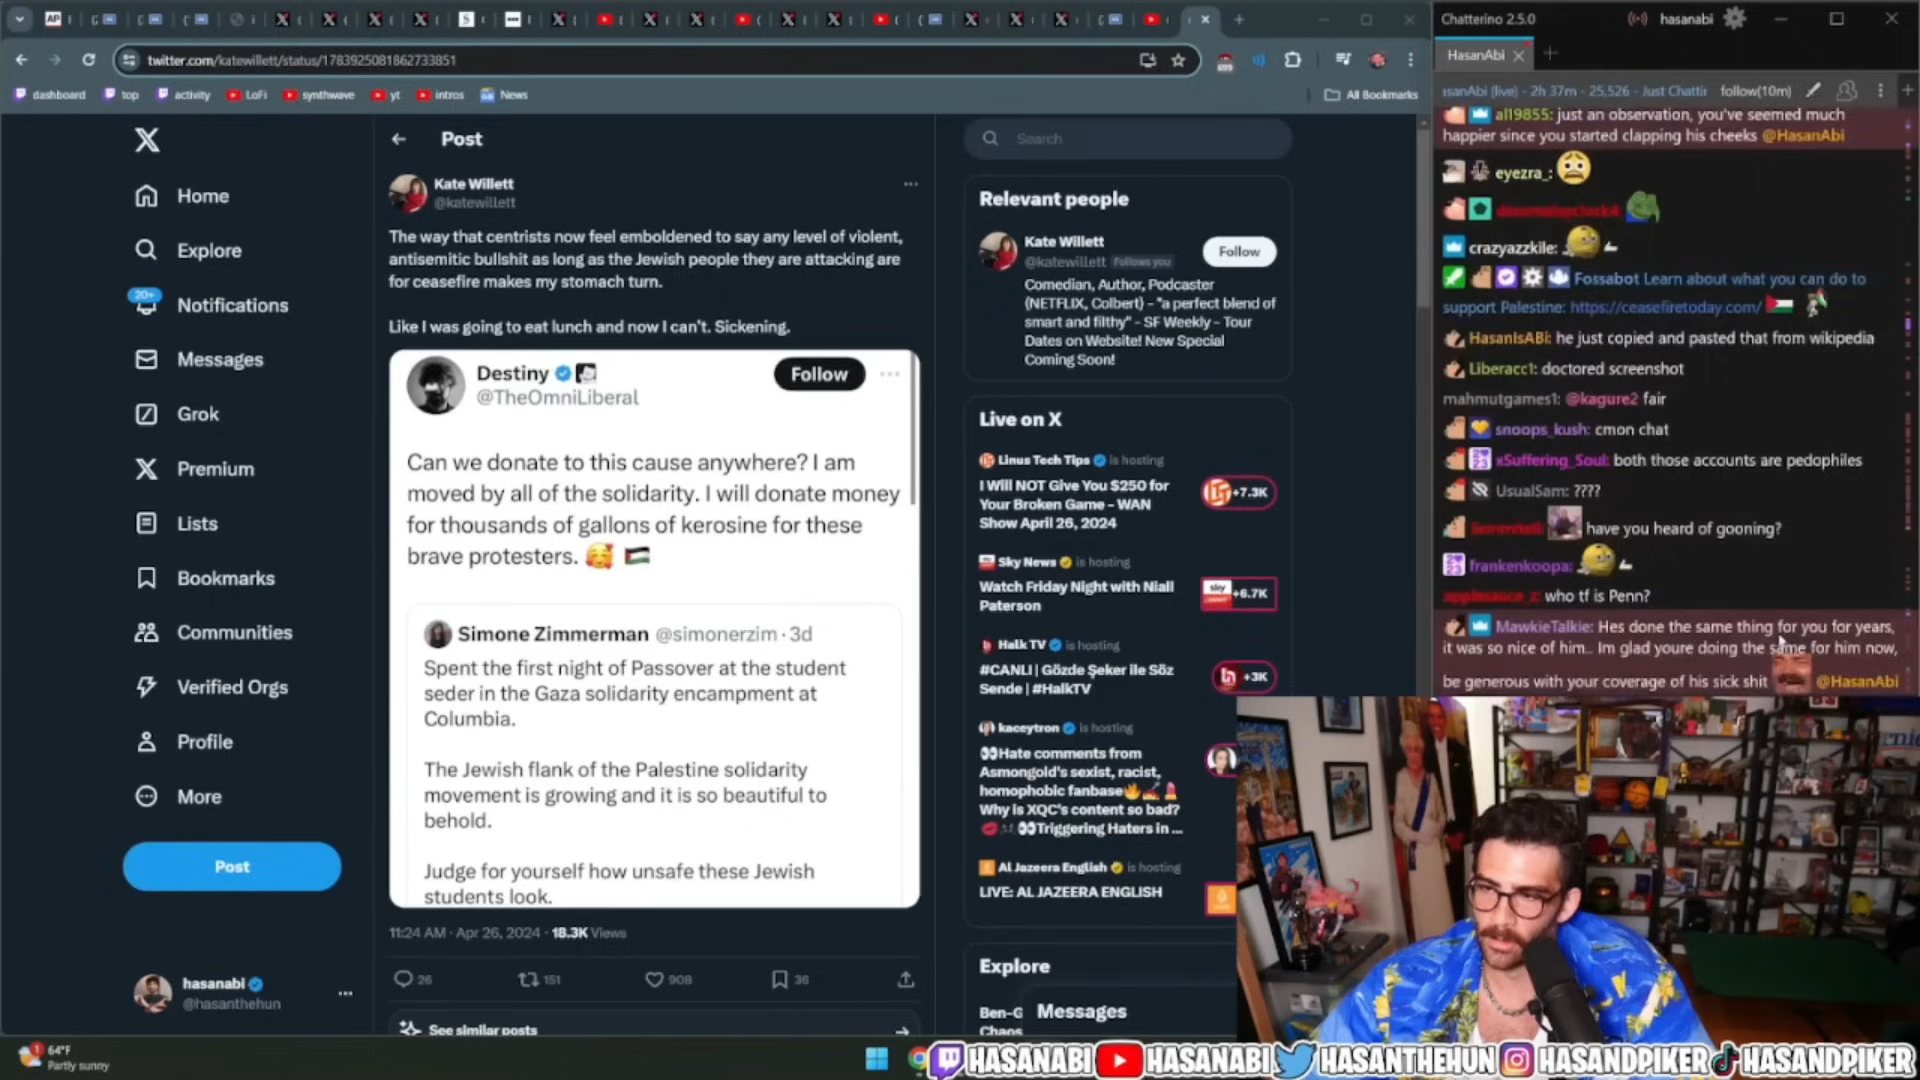 Chatterino 2.5.0
hasanabi
twitter.com/katewillett/status/1783925081862733851
HasanAbi
dashboard
top
activity
LoFi
synthwave
yt
intros
News
All Bookmarks
asanAbi (live) - 2h 37m - 25,526 - Just Chattin
follow(10m)
Post
Search
Home
Explore
20+
Notifications
Messages
Grok
Premium
Lists
Bookmarks
Communities
Verified Orgs
Profile
More
Post
hasanabi
@hasanthehun
Kate Willett
@katewillett
The way that centrists now feel emboldened to say any level of violent,
antisemitic bullshit as long as the Jewish people they are attacking are
for ceasefire makes my stomach turn.
Like I was going to eat lunch and now I can't. Sickening.
Destiny
@TheOmniLiberal
Follow
Can we donate to this cause anywhere? I am
moved by all of the solidarity. I will donate money
for thousands of gallons of kerosine for these
brave protesters. 🥰 🇵🇸
Simone Zimmerman @simonerzim · 3d
Spent the first night of Passover at the student
seder in the Gaza solidarity encampment at
Columbia.
The Jewish flank of the Palestine solidarity
movement is growing and it is so beautiful to
behold.
Judge for yourself how unsafe these Jewish
students look.
11:24 AM · Apr 26, 2024 · 18.3K Views
26
151
908
36
See similar posts
Relevant people
Kate Willett
@katewillett Follows you
Follow
Comedian, Author, Podcaster
(NETFLIX, Colbert) - "a perfect blend of
smart and filthy" - SF Weekly - Tour
Dates on Website! New Special
Coming Soon!
Live on X
Linus Tech Tips is hosting
I Will NOT Give You $250 for
Your Broken Game - WAN
Show April 26, 2024
+7.3K
Sky News is hosting
Watch Friday Night with Niall
Paterson
+6.7K
Halk TV is hosting
#CANLI | Gözde Şeker ile Söz
Sende | #HalkTV
+3K
kaceytron is hosting
👀Hate comments from
Asmongold's sexist, racist,
homophobic fanbase🔥
Why is XQC's content so bad?
👀Triggering Haters in ...
Al Jazeera English is hosting
LIVE: AL JAZEERA ENGLISH
Explore
Ben-G
Chaos
Messages
all9855: just an observation, you've seemed much
happier since you started clapping his cheeks @HasanAbi
eyezra_:
crazyazzkile:
Fossabot Learn about what you can do to
support Palestine: https://ceasefiretoday.com/
HasanIsABi: he just copied and pasted that from wikipedia
Liberacc1: doctored screenshot
mahmutgames1: @kagure2 fair
snoops_kush: cmon chat
xSuffering_Soul: both those accounts are pedophiles
UsualSam: ????
have you heard of gooning?
frankenkoopa:
applesauce_z: who tf is Penn?
MawkieTalkie: Hes done the same thing for you for years,
it was so nice of him.. Im glad youre doing the same for him now,
be generous with your coverage of his sick shit @HasanAbi
64°F
Partly sunny
HASANABI
HASANABI
HASANTHEHUN
HASANDPIKER
HASANDPIKER